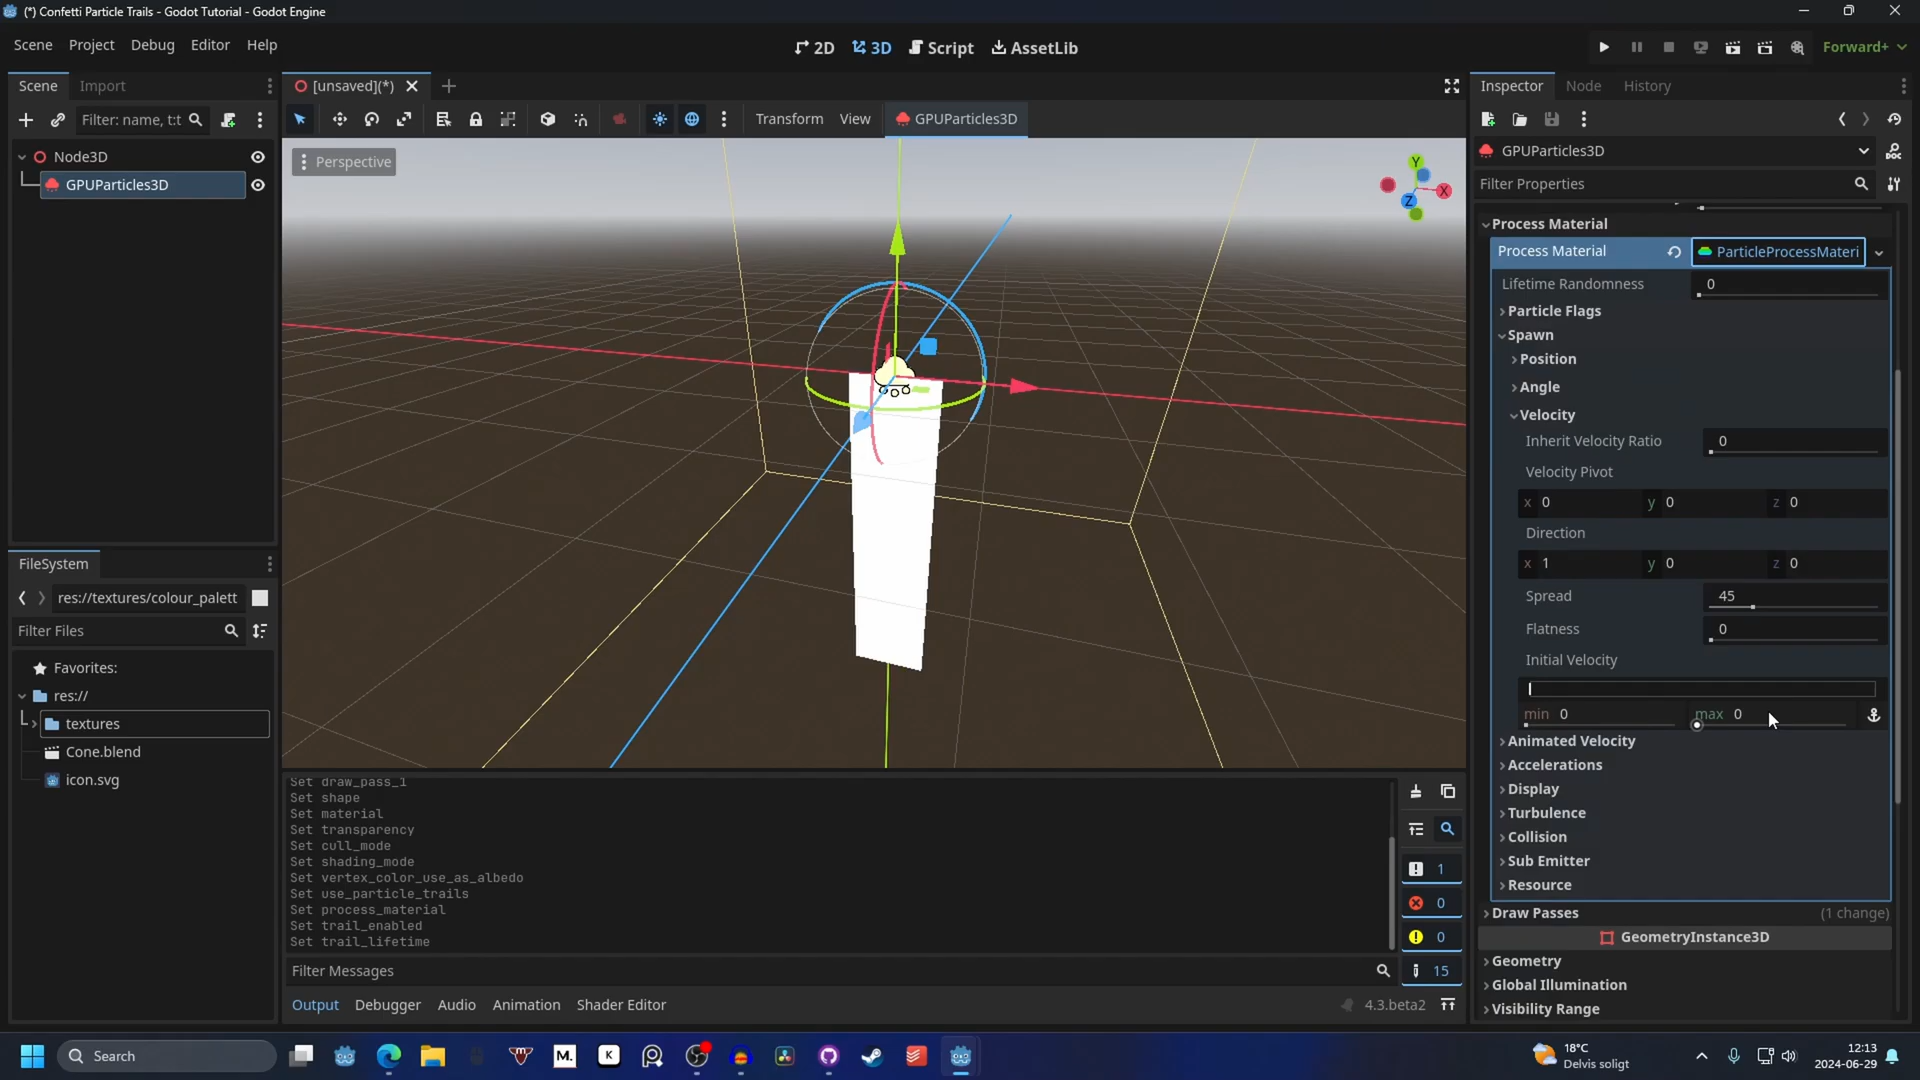 (*) Confetti Particle Trails - Godot Tutorial - Godot Engine
Scene Project Debug Editor Help
2D 3D Script AssetLib
Forward+
Scene Import
Filter: name, t:t
Node3D
GPUParticles3D
[unsaved](*)
Transform View GPUParticles3D
Perspective
Y
X
Z
FileSystem
res://textures/colour_palett
Filter Files
Favorites:
res://
textures
Cone.blend
icon.svg
Set draw_pass_1
Set shape
Set material
Set transparency
Set cull_mode
Set shading_mode
Set vertex_color_use_as_albedo
Set use_particle_trails
Set process_material
Set trail_enabled
Set trail_lifetime
Filter Messages
1
0
0
15
Output Debugger Audio Animation Shader Editor
4.3.beta2
Inspector Node History
GPUParticles3D
DOC
Filter Properties
Process Material
Process Material ParticleProcessMateri
Lifetime Randomness 0
Particle Flags
Spawn
Position
Angle
Velocity
Inherit Velocity Ratio 0
Velocity Pivot
x 0 y 0 z 0
Direction
x 1 y 0 z 0
Spread 45
Flatness 0
Initial Velocity
min 0 max 0
Animated Velocity
Accelerations
Display
Turbulence
Collision
Sub Emitter
Resource
Draw Passes (1 change)
GeometryInstance3D
Geometry
Global Illumination
Visibility Range
Search
M.
K
18°C
Delvis soligt
12:13
2024-06-29